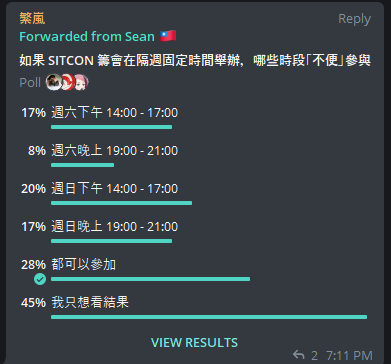 繁嵐
Reply
Forwarded from Sean 🇹🇼
如果 SITCON 籌會在隔週固定時間舉辦，哪些時段「不便」參與
Poll
17% 週六下午 14:00 - 17:00
8% 週六晚上 19:00 - 21:00
20% 週日下午 14:00 - 17:00
17% 週日晚上 19:00 - 21:00
28% 都可以參加
45% 我只想看結果
VIEW RESULTS
2 7:11 PM